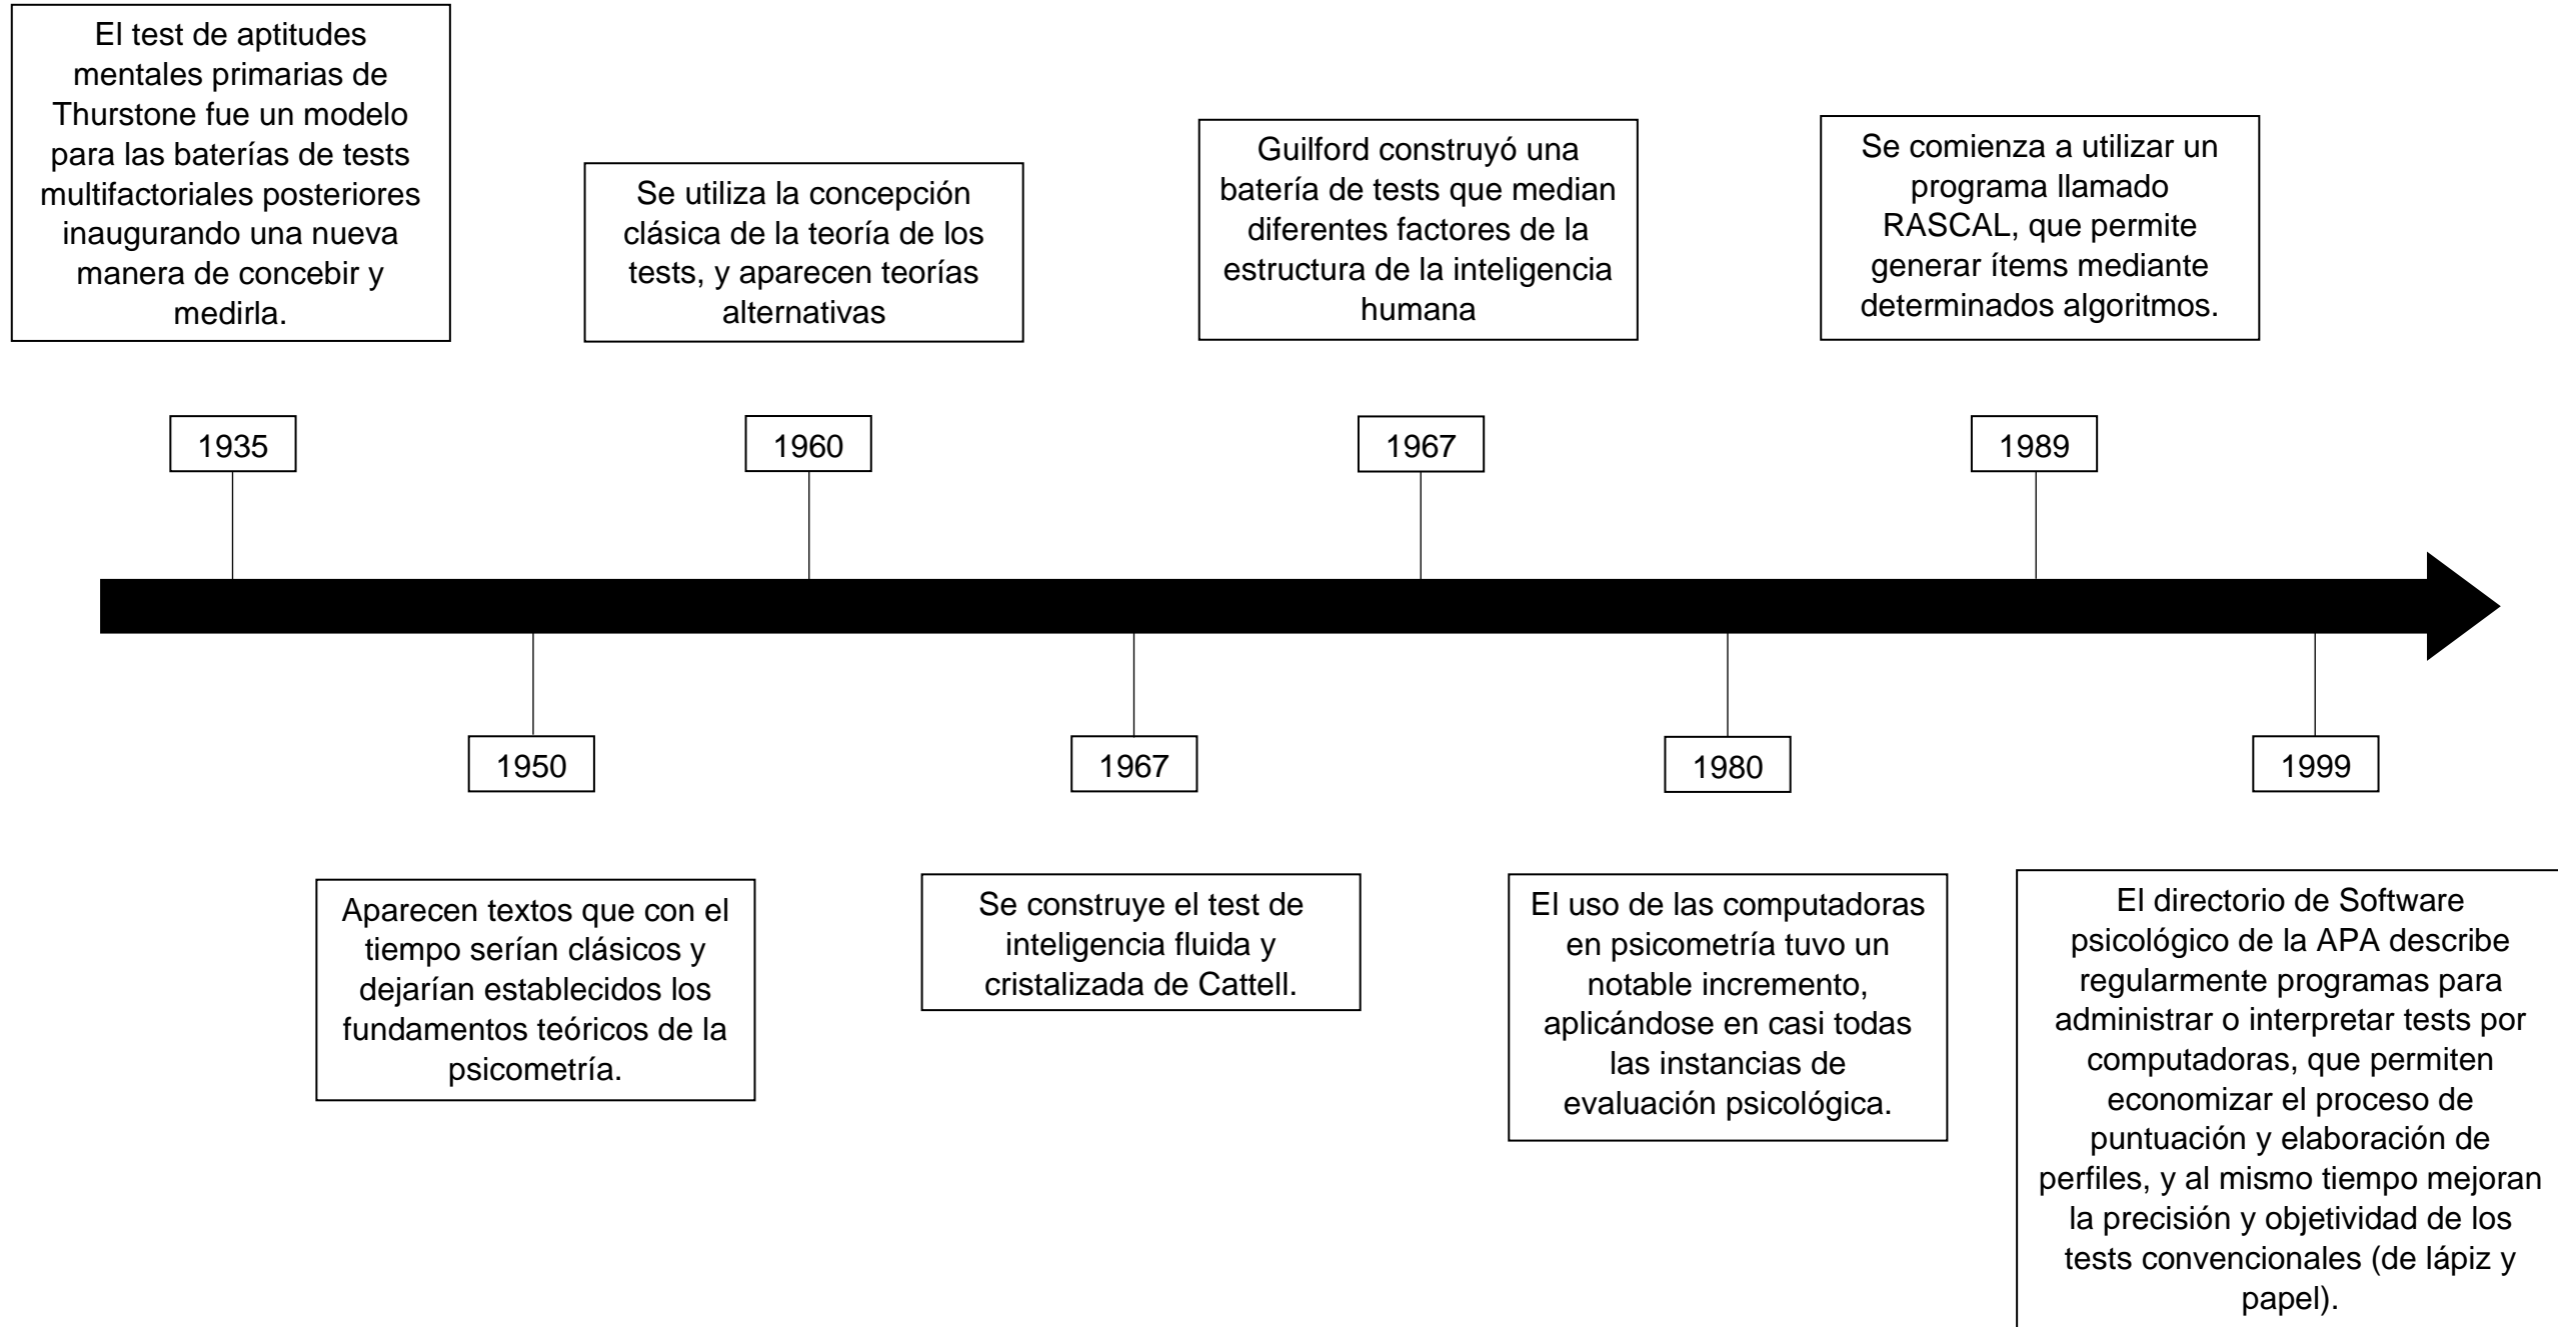 El test de aptitudes
mentales primarias de
Thurstone fue un modelo
para las baterías de tests
multifactoriales posteriores
inaugurando una nueva
manera de concebir y
medirla.
Se utiliza la concepción
clásica de la teoría de los
tests, y aparecen teorías
alternativas
Guilford construyó una
batería de tests que median
diferentes factores de la
estructura de la inteligencia
humana
Se comienza a utilizar un
programa llamado
RASCAL, que permite
generar ítems mediante
determinados algoritmos.
1935
1960
1967
1989
1950
1967
1980
1999
Aparecen textos que con el
tiempo serían clásicos y
dejarían establecidos los
fundamentos teóricos de la
psicometría.
Se construye el test de
inteligencia fluida y
cristalizada de Cattell.
El uso de las computadoras
en psicometría tuvo un
notable incremento,
aplicándose en casi todas
las instancias de
evaluación psicológica.
El directorio de Software
psicológico de la APA describe
regularmente programas para
administrar o interpretar tests por
computadoras, que permiten
economizar el proceso de
puntuación y elaboración de
perfiles, y al mismo tiempo mejoran
la precisión y objetividad de los
tests convencionales (de lápiz y
papel).